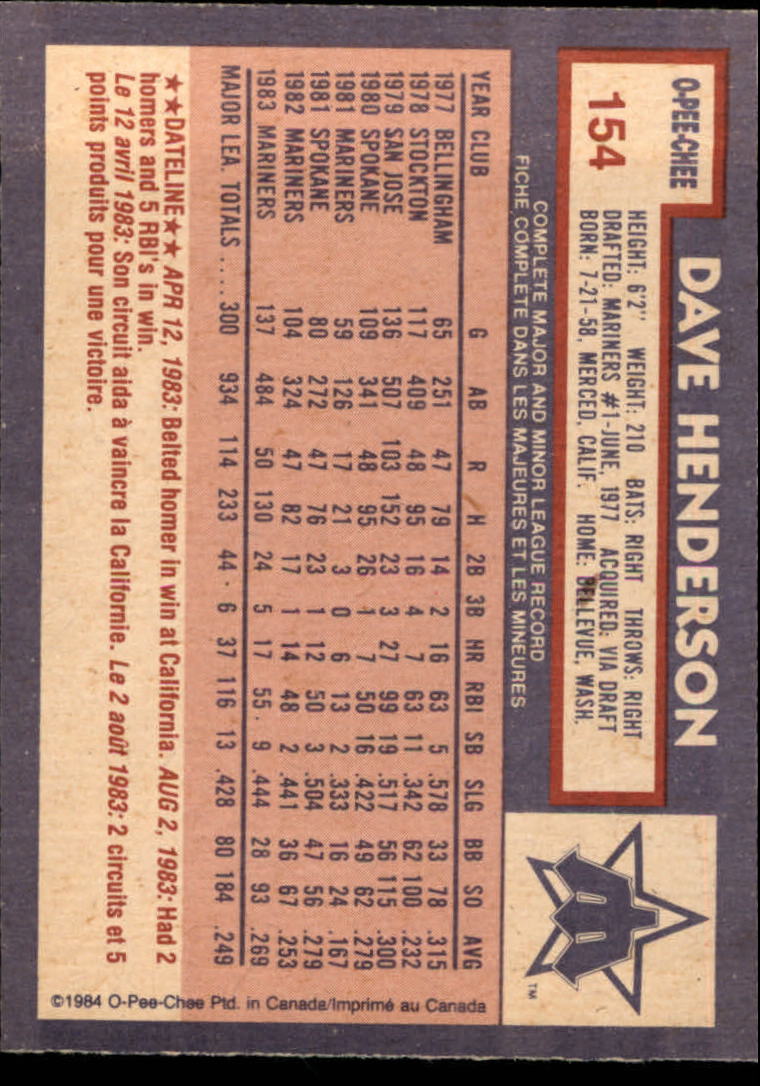 O-PEE-CHEE
154
DAVE HENDERSON
HEIGHT: 6'2" WEIGHT: 210 BATS: RIGHT THROWS: RIGHT
DRAFTED: MARINERS #1-JUNE, 1977 ACQUIRED: VIA DRAFT
BORN: 7-21-58, MERCED, CALIF. HOME: BELLEVUE, WASH.
COMPLETE MAJOR AND MINOR LEAGUE RECORD
FICHE COMPLETE DANS LES MAJEURES ET LES MINEURES
TM
YEAR CLUB G AB R H 2B 3B HR RBI SB SLG BB SO AVG
1977 BELLINGHAM 65 251 47 79 14 2 16 63 5 .578 33 78 .315
1978 STOCKTON 117 409 48 95 16 4 7 63 11 .342 62 100 .232
1979 SAN JOSE 136 507 103 152 23 3 27 99 19 .517 56 115 .300
1980 SPOKANE 109 341 48 95 26 1 7 50 16 .422 49 62 .279
1981 MARINERS 59 126 17 21 3 0 6 13 2 .333 16 24 .167
1981 SPOKANE 80 272 47 76 23 1 12 50 3 .504 47 56 .279
1982 MARINERS 104 324 47 82 17 1 14 48 2 .441 36 67 .253
1983 MARINERS 137 484 50 130 24 5 17 55 9 .444 28 93 .269
MAJOR LEA. TOTALS .... 300 934 114 233 44 6 37 116 13 .428 80 184 .249
★★DATELINE★★ APR 12, 1983: Belted homer in win at California. AUG 2, 1983: Had 2
homers and 5 RBI's in win.
Le 12 avril 1983: Son circuit aida à vaincre la Californie. Le 2 août 1983: 2 circuits et 5
points produits pour une victoire.
©1984 O-Pee-Chee Ptd. in Canada/Imprimé au Canada